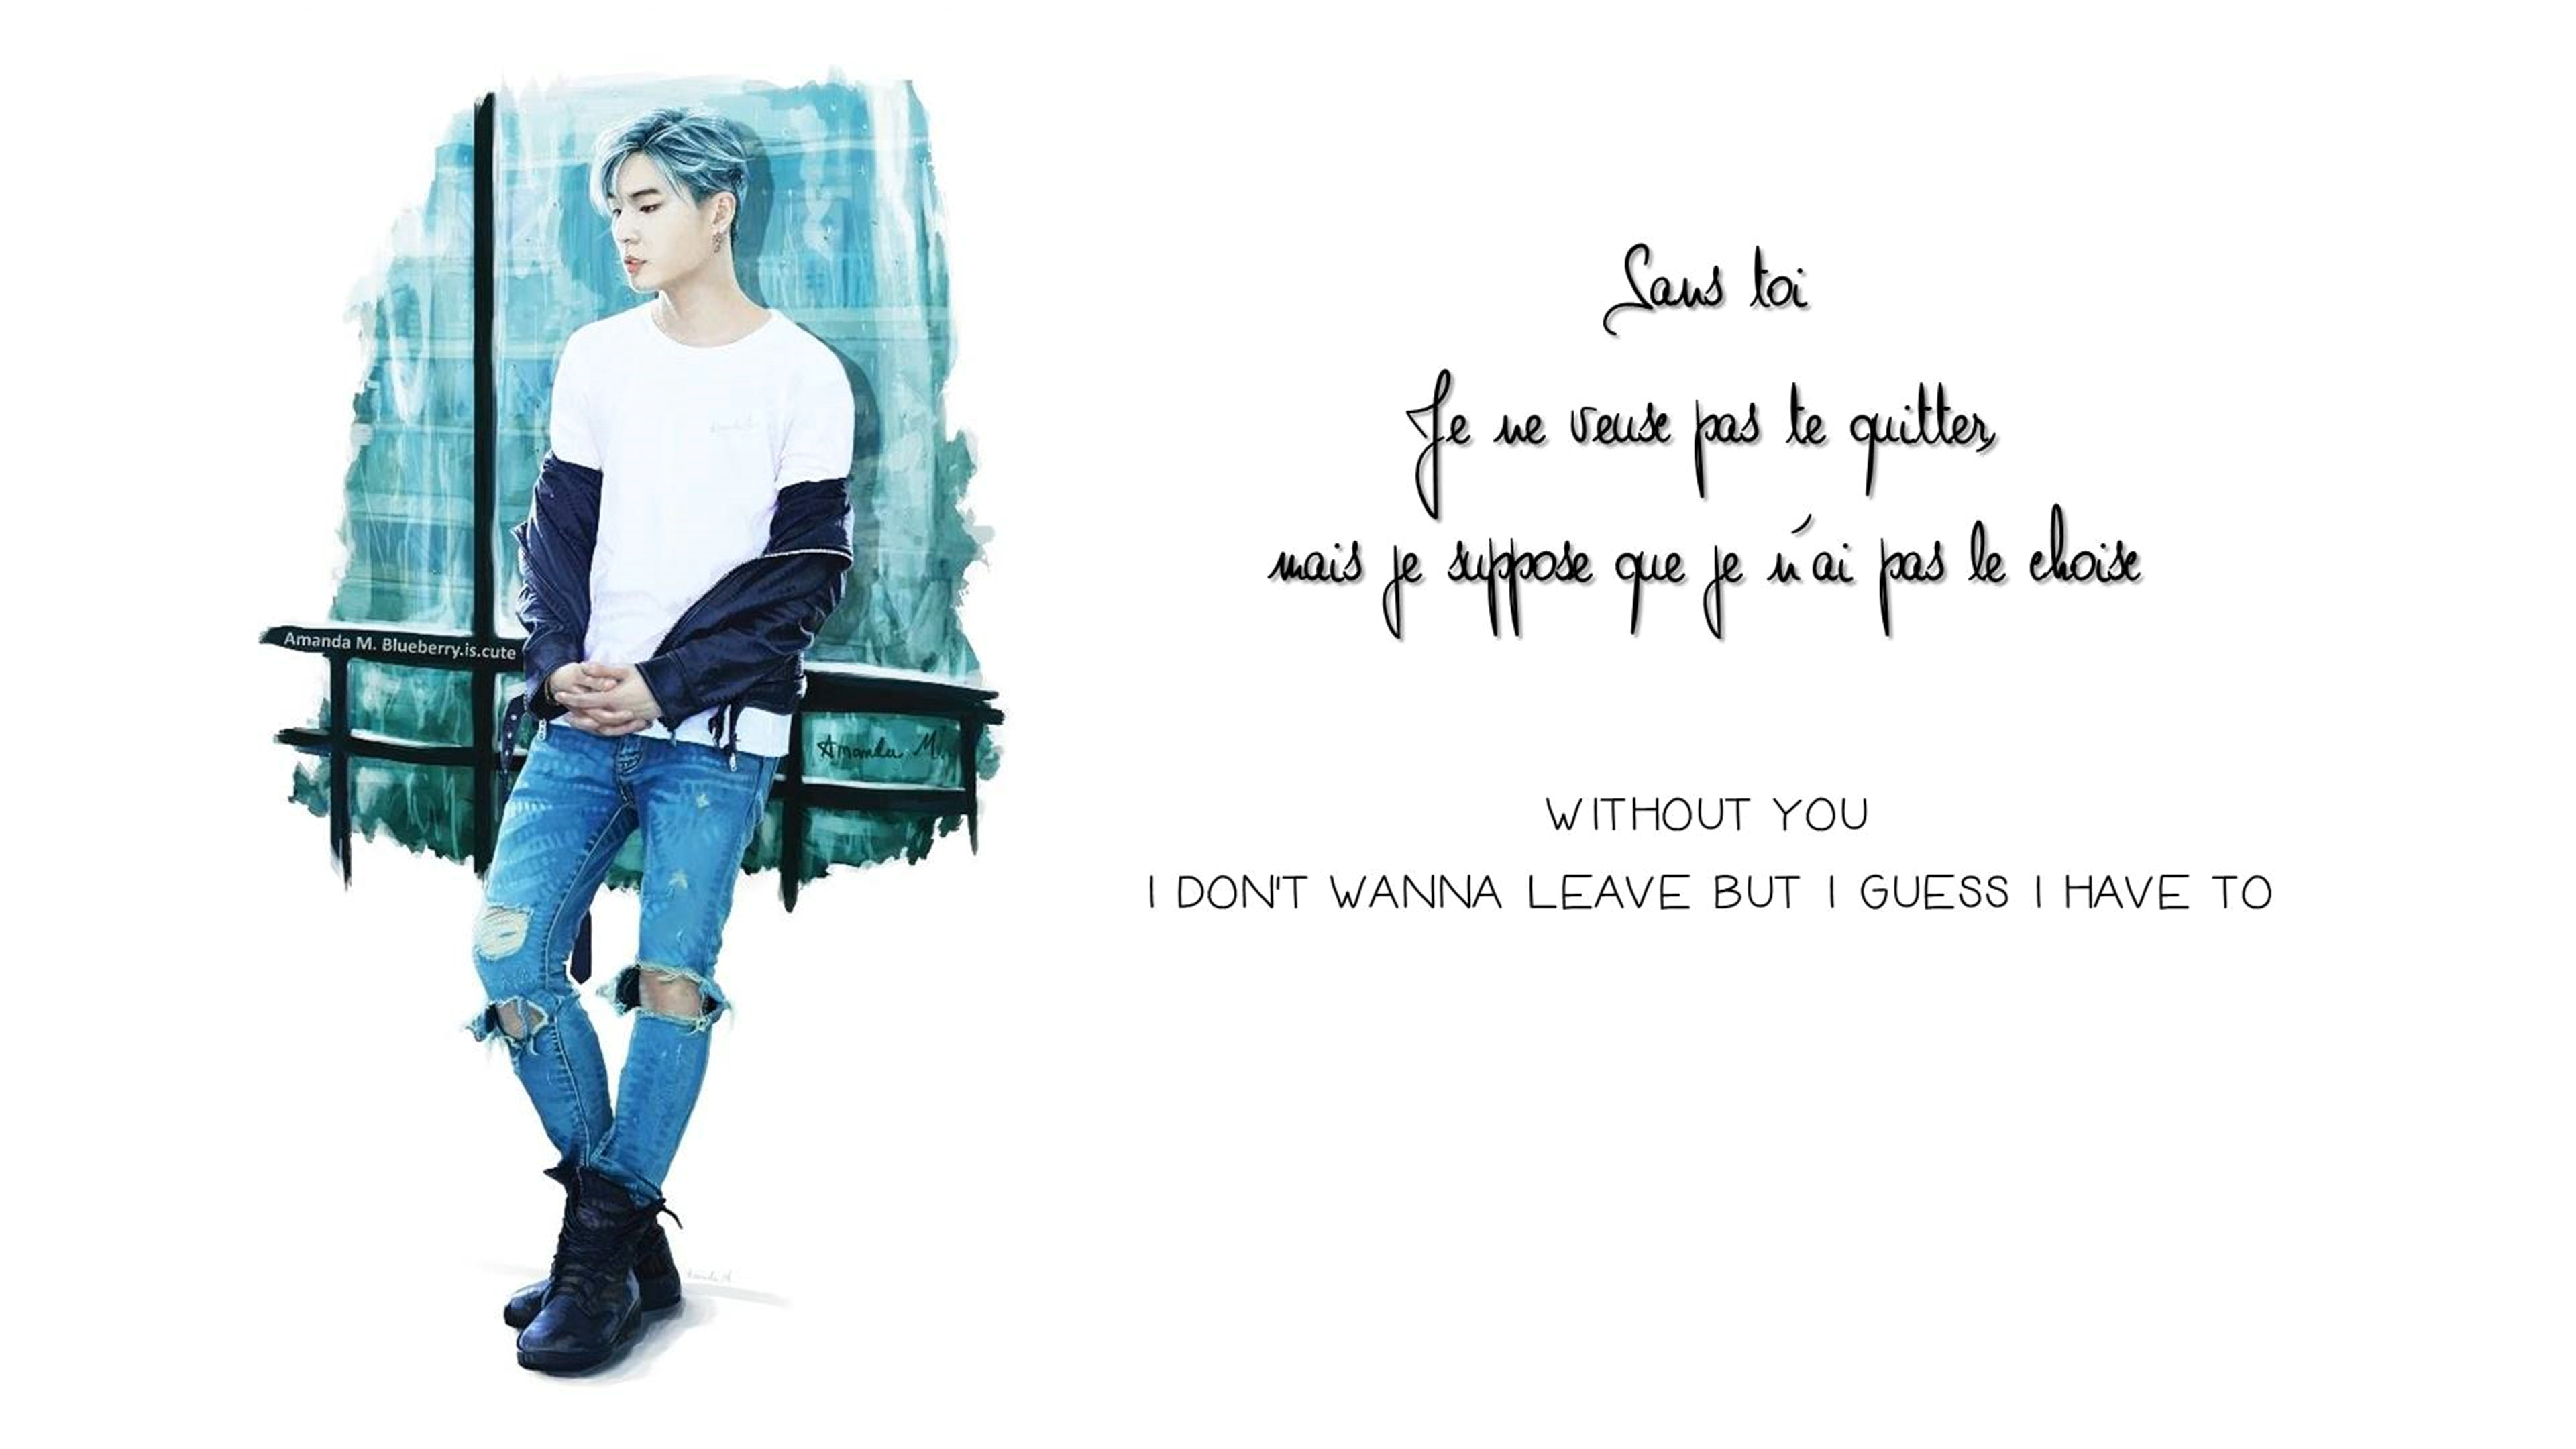 Sans toi
Je ne veuse pas te quitter,
mais je suppose que je n'ai pas le choise
WITHOUT YOU
I DON'T WANNA LEAVE BUT I GUESS I HAVE TO
Amanda M. Blueberry.is.cute
Amanda M.